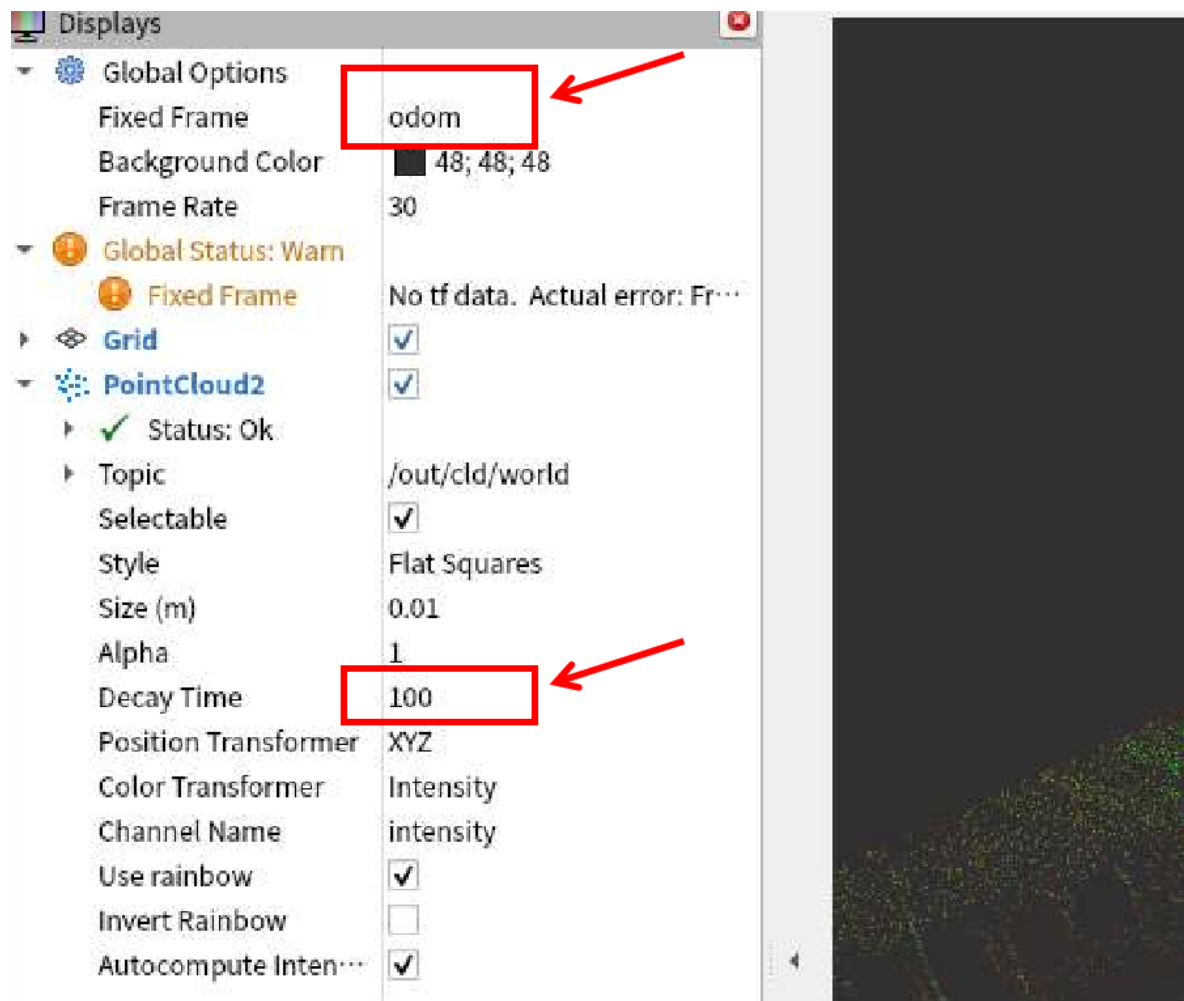 Displays
Global Options
Fixed Frame odom
Background Color 48; 48; 48
Frame Rate 30
Global Status: Warn
Fixed Frame No tf data. Actual error: Fr···
Grid
PointCloud2
Status: Ok
Topic /out/cld/world
Selectable
Style Flat Squares
Size (m) 0.01
Alpha 1
Decay Time 100
Position Transformer XYZ
Color Transformer Intensity
Channel Name intensity
Use rainbow
Invert Rainbow
Autocompute Inten···